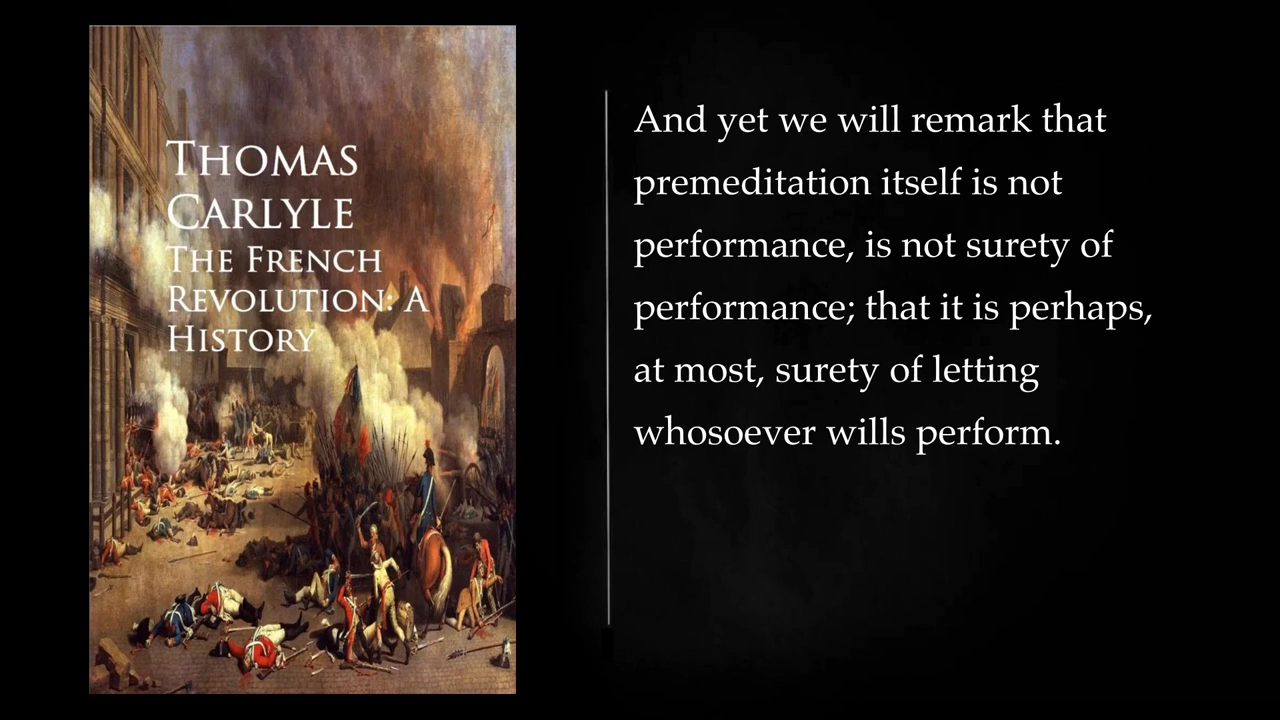 THOMAS
CARLYLE
THE FRENCH
REVOLUTION: A
HISTORY
And yet we will remark that
premeditation itself is not
performance, is not surety of
performance; that it is perhaps,
at most, surety of letting
whosoever wills perform.